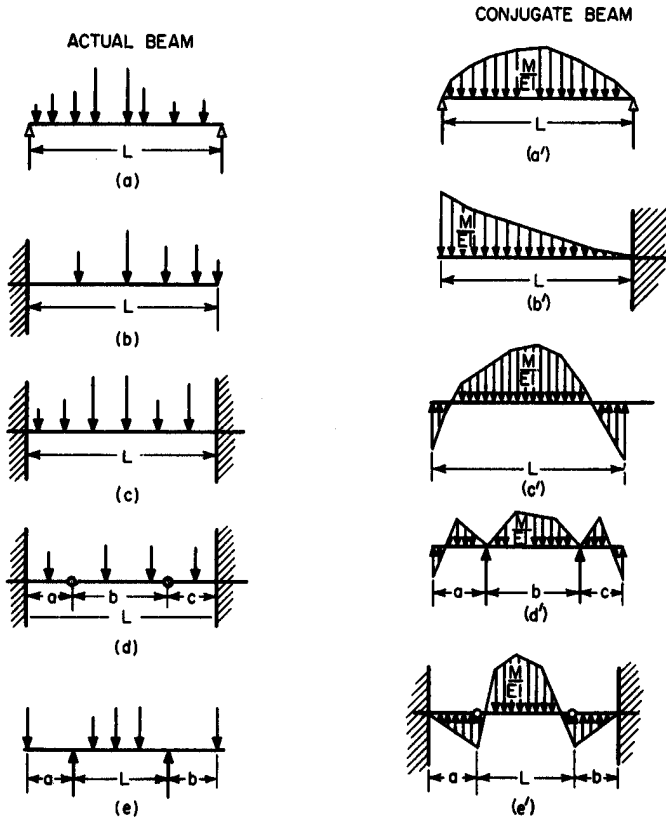 ACTUAL BEAM
CONJUGATE BEAM
L
(a)
M
EI
L
(a')
L
(b)
M
EI
L
(b')
L
(c)
M
EI
L
(c')
a b c
L
(d)
M
EI
a b c
(d')
a L b
(e)
M
EI
a L b
(e')